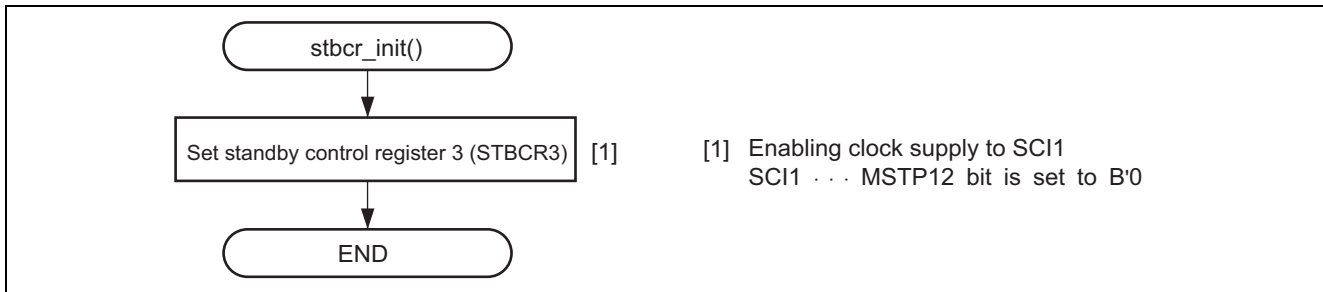 stbcr_init()
Set standby control register 3 (STBCR3) [1] [1] Enabling clock supply to SCI1
SCI1 · · · MSTP12 bit is set to B'0
END